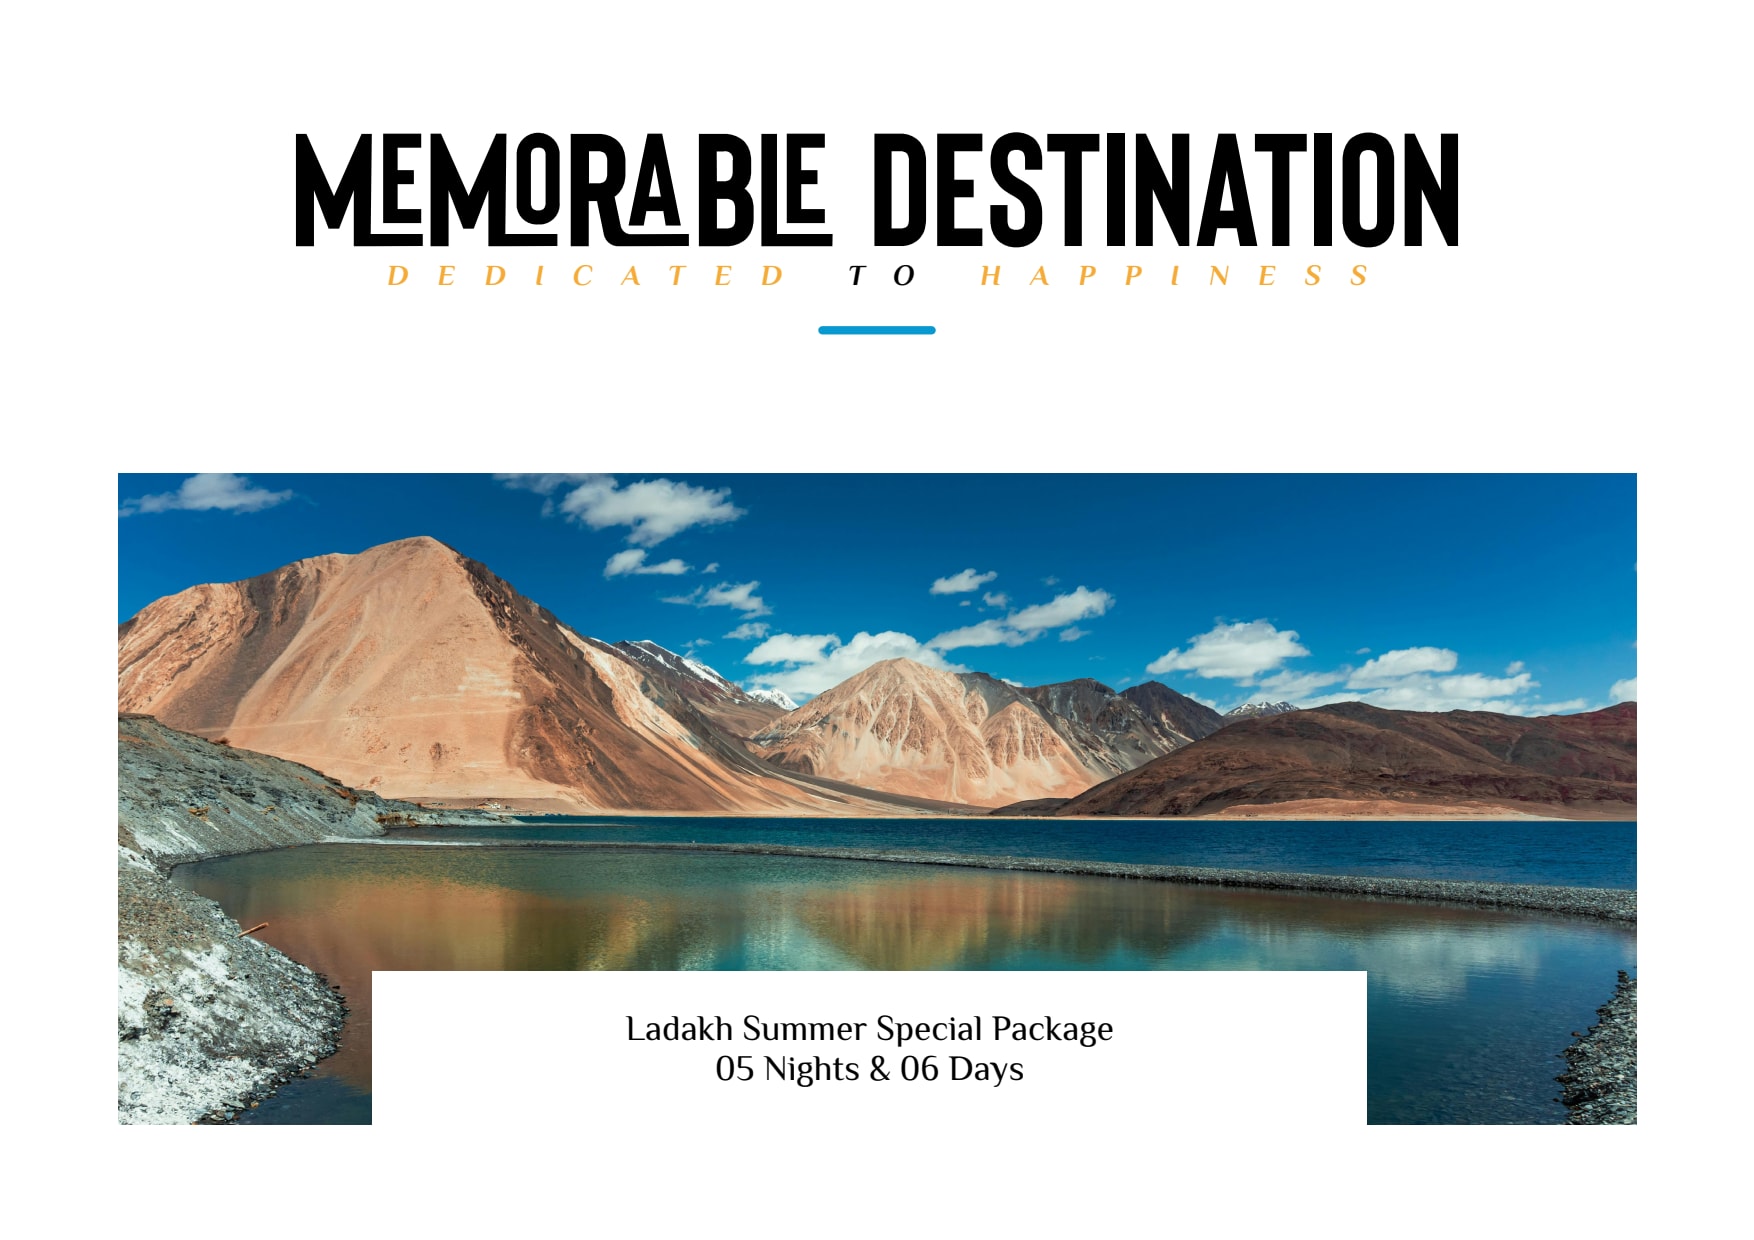 MEMORABLE DESTINATION
DEDICATED TO HAPPINESS
Ladakh Summer Special Package
05 Nights & 06 Days